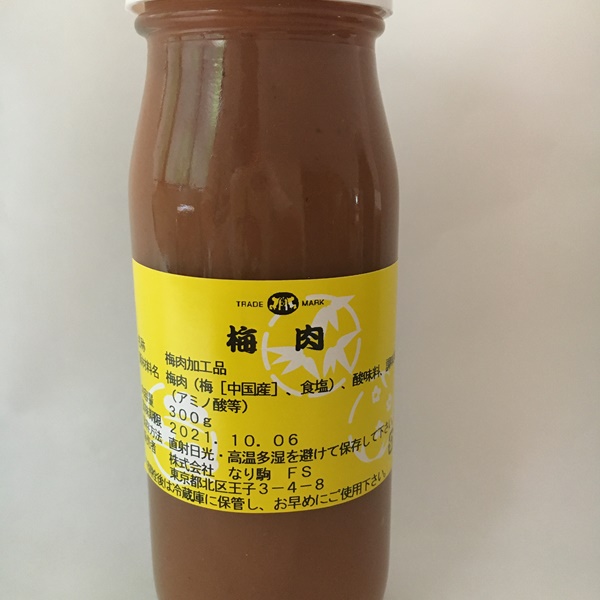 TRADE MARK
梅肉
梅肉加工品
梅肉（梅［中国産］、食塩）、酸味料、
（アミノ酸等）
300g
2021.10.06
直射日光・高温多湿を避けて保存して下さ
株式会社 なり駒 FS
東京都北区王子3－4－8
後は冷蔵庫に保管し、お早めにご使用下さい。